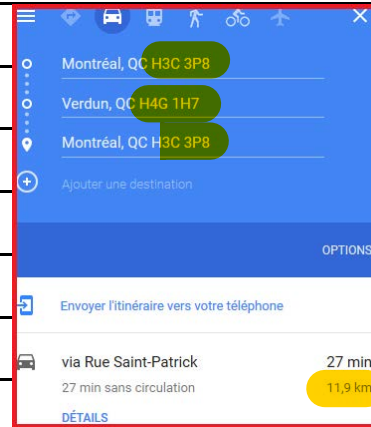 Montréal, QC H3C 3P8
Verdun, QC H4G 1H7
Montréal, QC H3C 3P8
Ajouter une destination
OPTIONS
Envoyer l'itinéraire vers votre téléphone
via Rue Saint-Patrick 27 min
27 min sans circulation 11,9 km
DÉTAILS